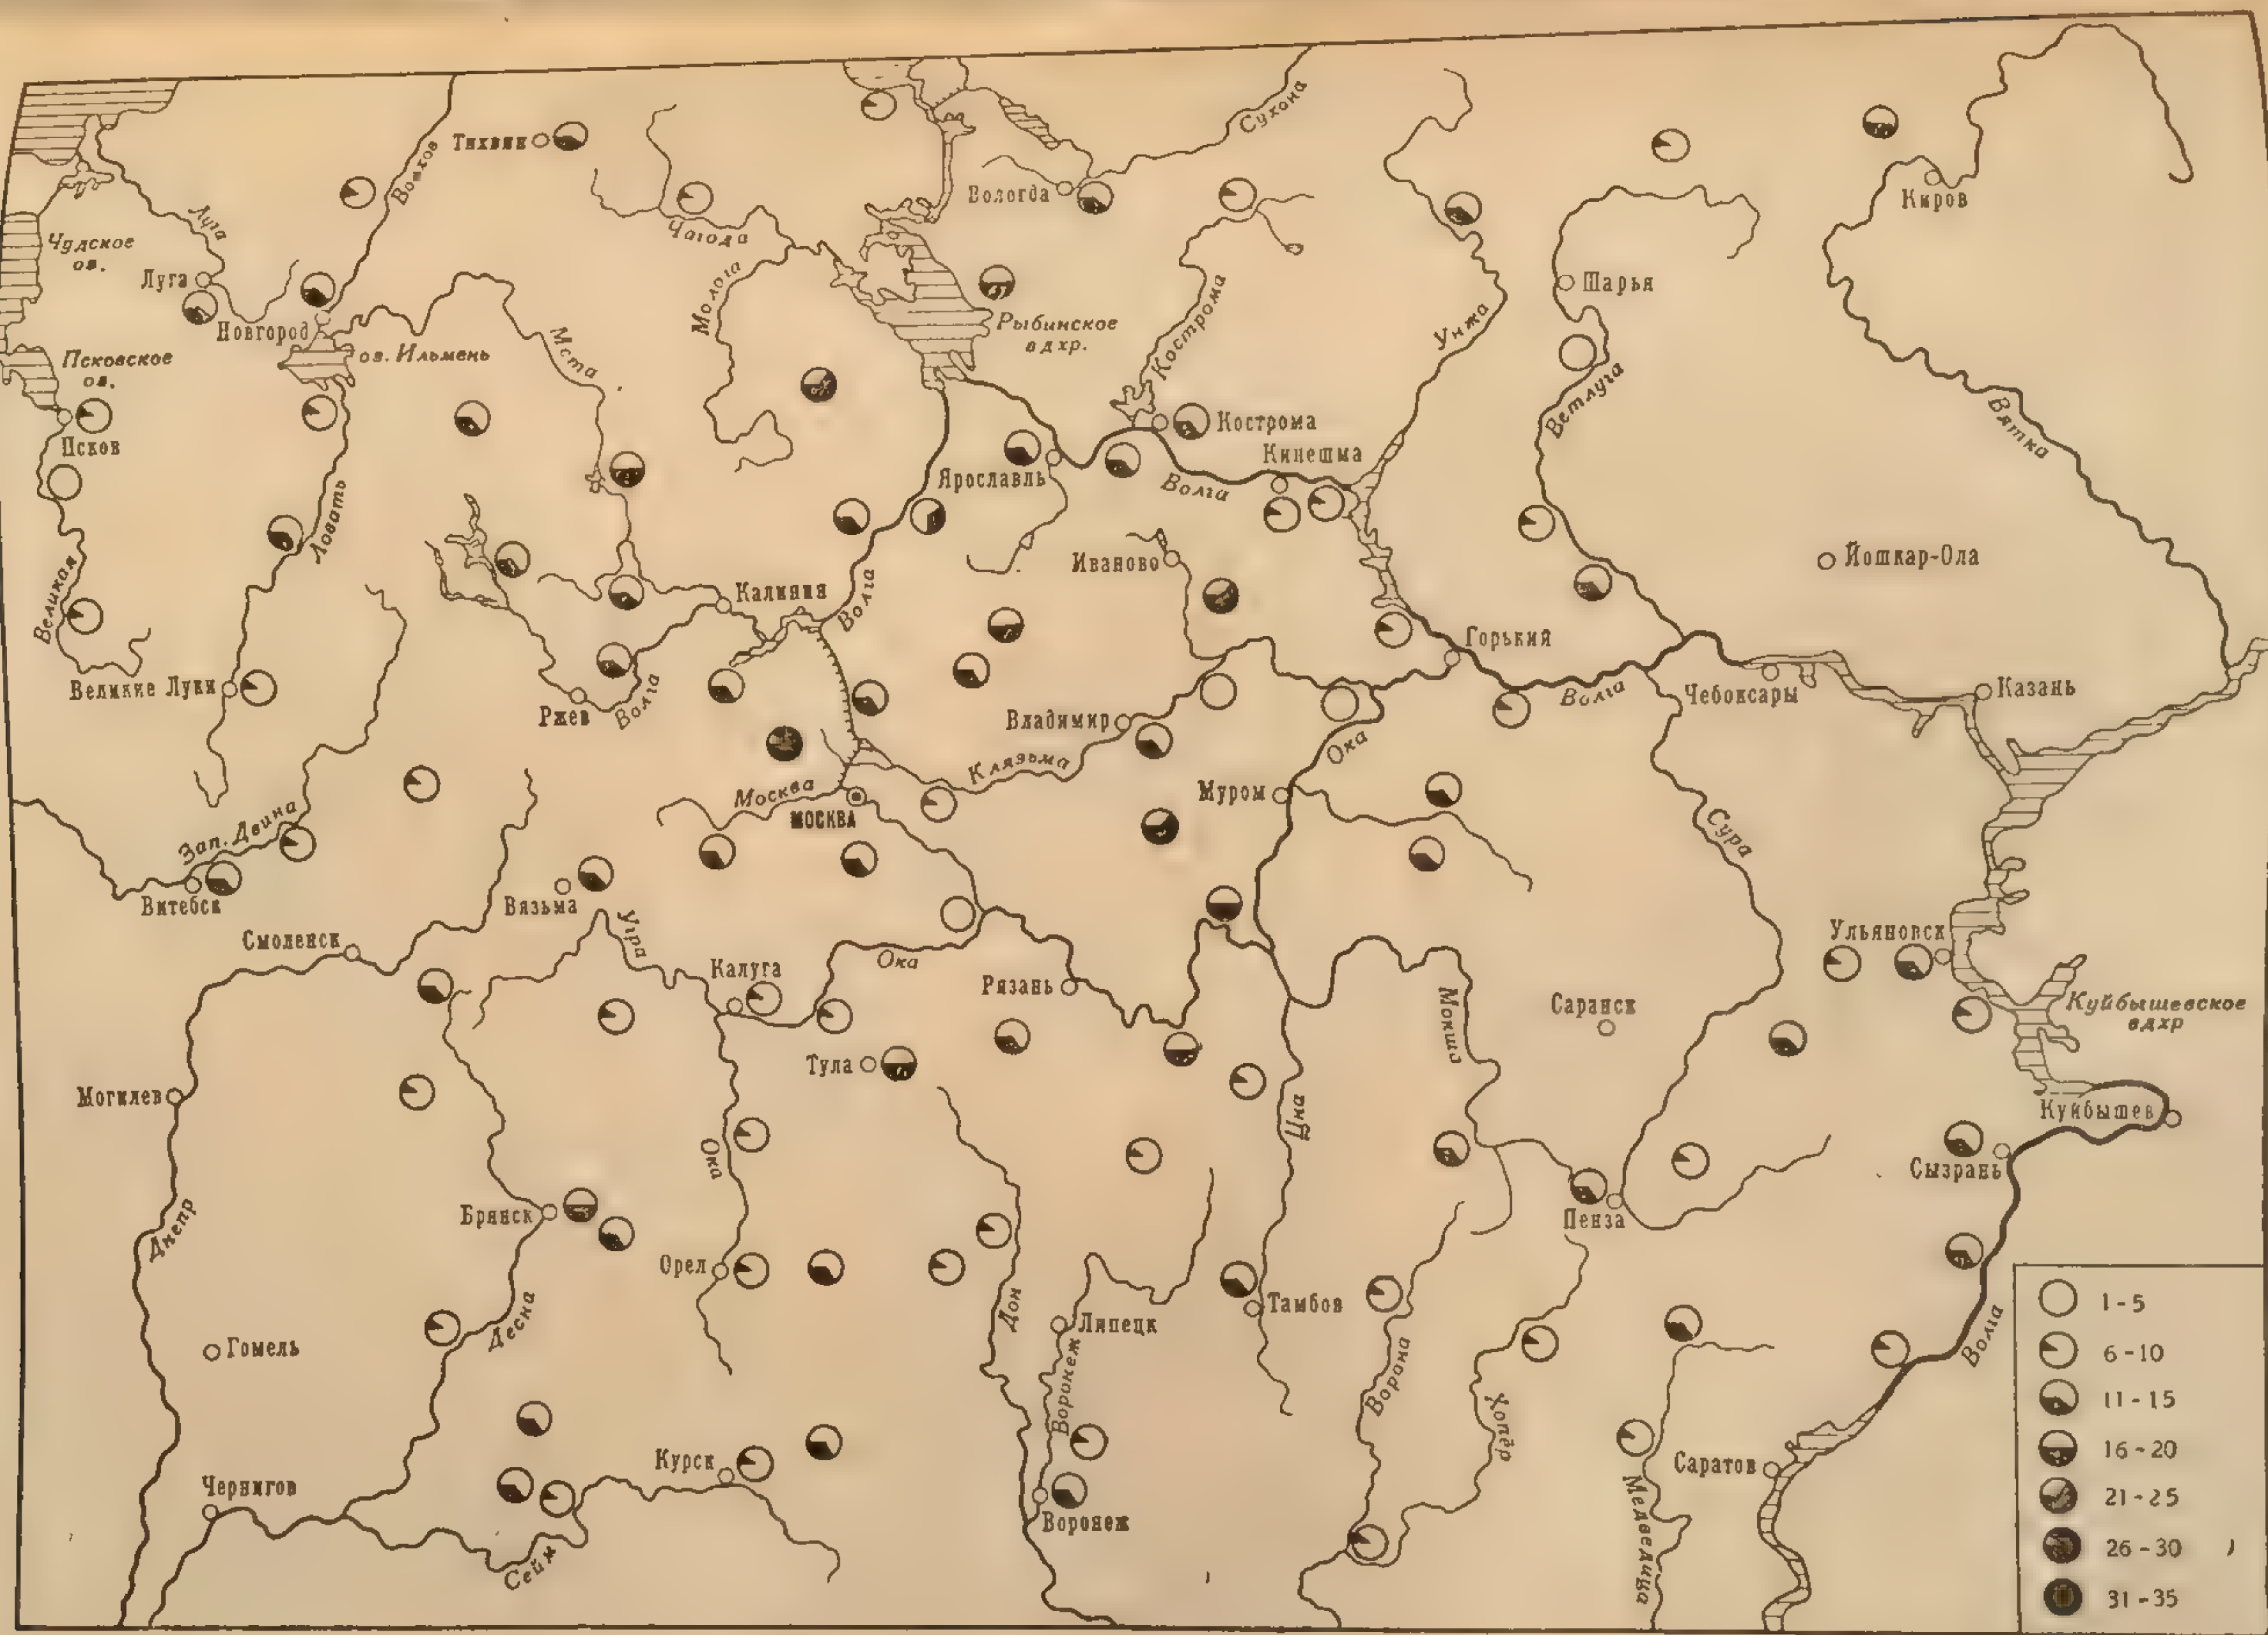 Тихвин
Волхов
Сухона
Вологда
Киров
Луга
Чудское
оз.
Чагода
Луга
Молога
Шарья
Новгород
Рыбинское
вдхр.
Кострома
Унжа
Псковское
оз.
оз. Ильмень
Мста
Псков
Кострома
Кинешма
Ветлуга
Вятка
Ярославль
Волга
Ловать
Иваново
Йошкар-Ола
Великая
Калинин
Волга
Горький
Великие Луки
Ржев
Волга
Владимир
Волга
Чебоксары
Казань
Ока
Клязьма
Москва
МОСКВА
Муром
Сура
Зап. Двина
Витебск
Вязьма
Угра
Смоленск
Ульяновск
Калуга
Ока
Рязань
Мокша
Саранск
Куйбышевское
вдхр
Тула
Могилев
Цна
Куйбышев
Ока
Сызрань
Днепр
Брянск
Пенза
Орел
Десна
Дон
Тамбов
Липецк
Гомель
Воронеж
Ворона
Хопёр
Волга
Курск
Саратов
Медведица
Чернигов
Воронеж
Сейм
1-5
6-10
11-15
16-20
21-25
26-30
31-35